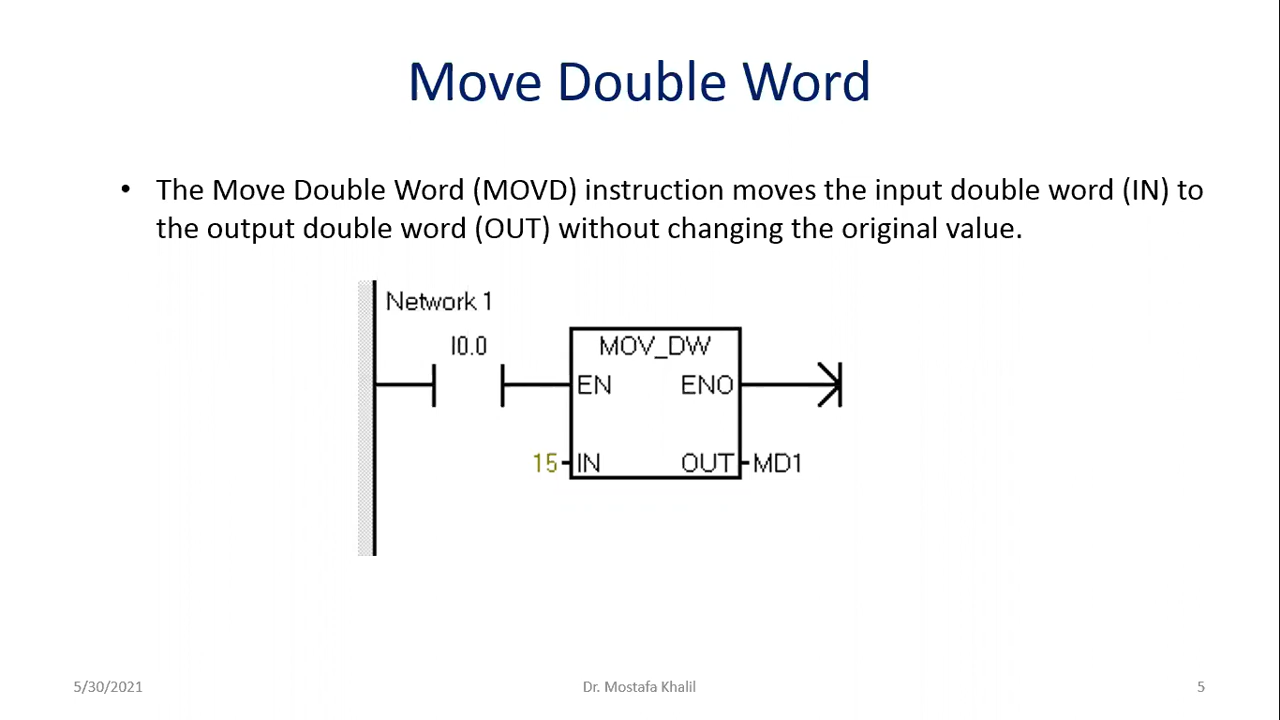 Move Double Word
• The Move Double Word (MOVD) instruction moves the input double word (IN) to
the output double word (OUT) without changing the original value.
Network 1
I0.0
MOV_DW
EN ENO
15 IN OUT MD1
5/30/2021 Dr. Mostafa Khalil 5